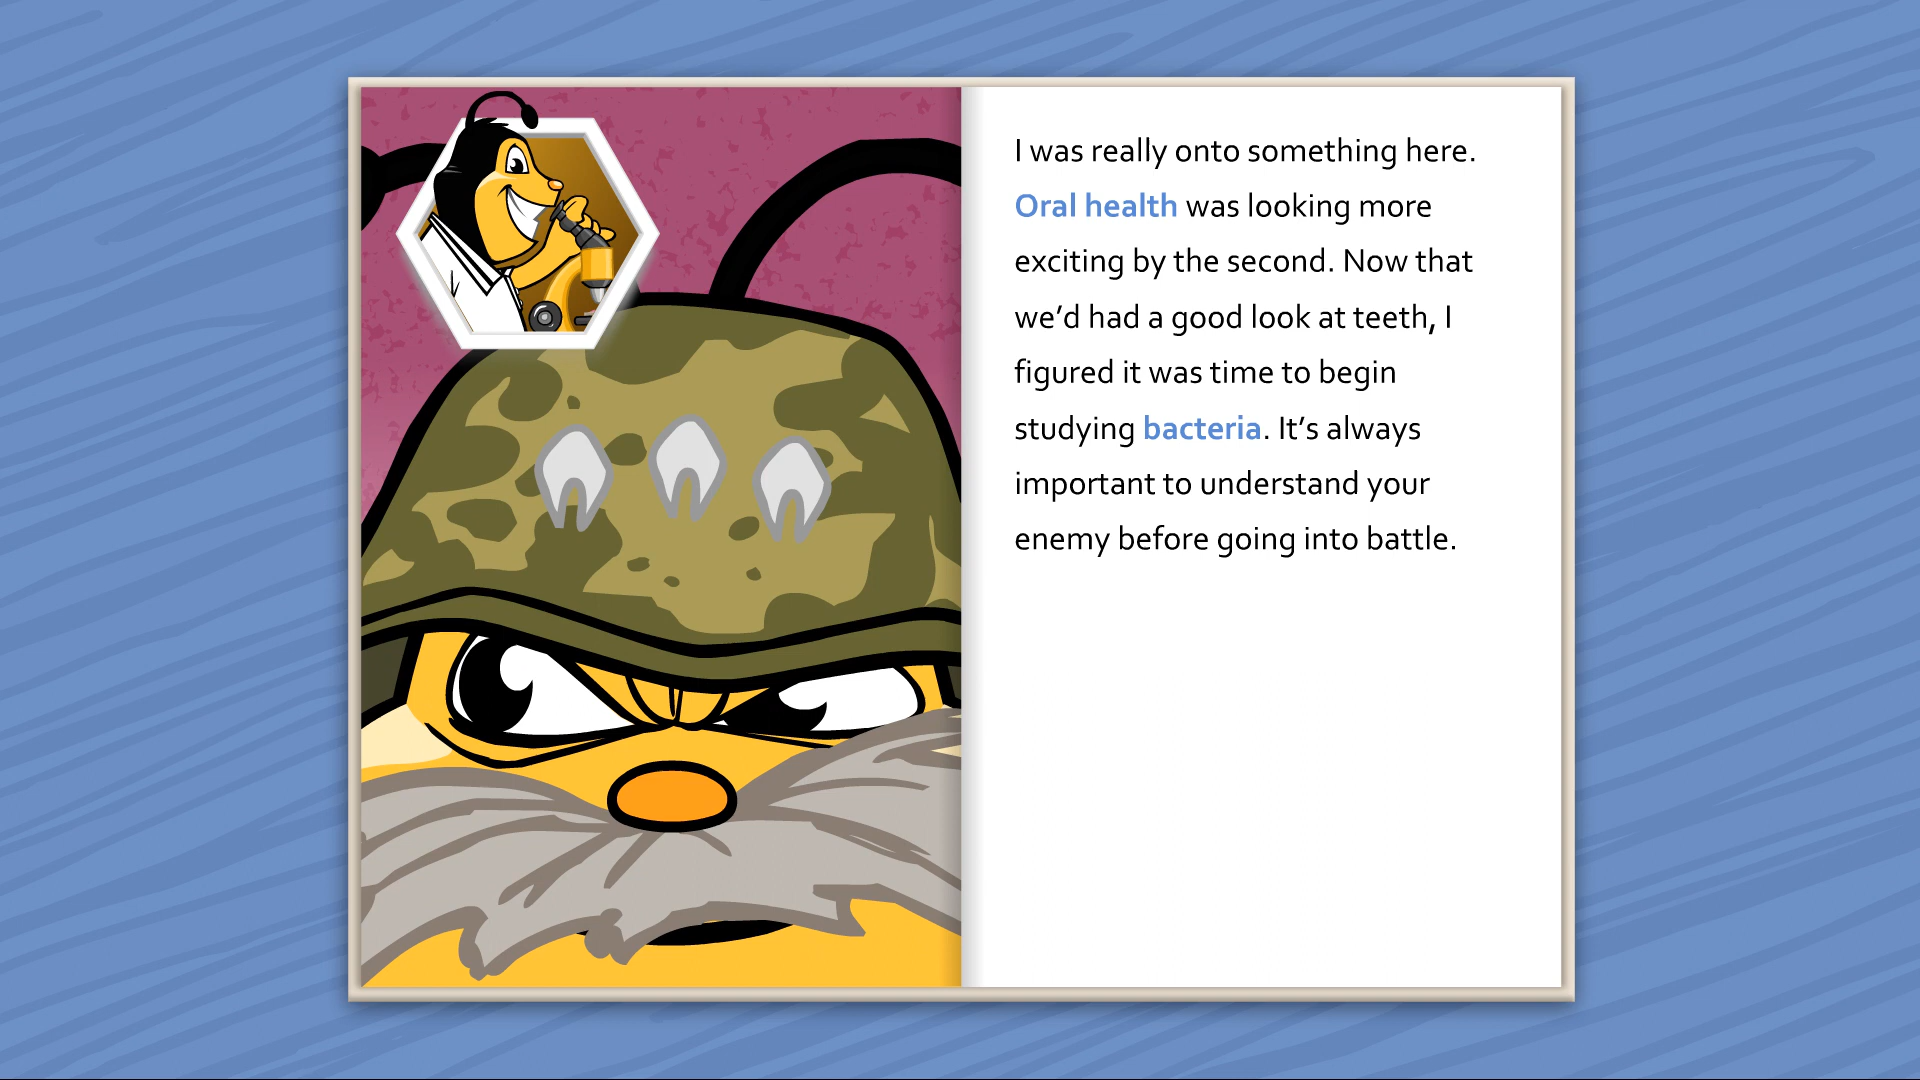 I was really onto something here.
Oral health was looking more
exciting by the second. Now that
we’d had a good look at teeth, I
figured it was time to begin
studying bacteria. It’s always
important to understand your
enemy before going into battle.